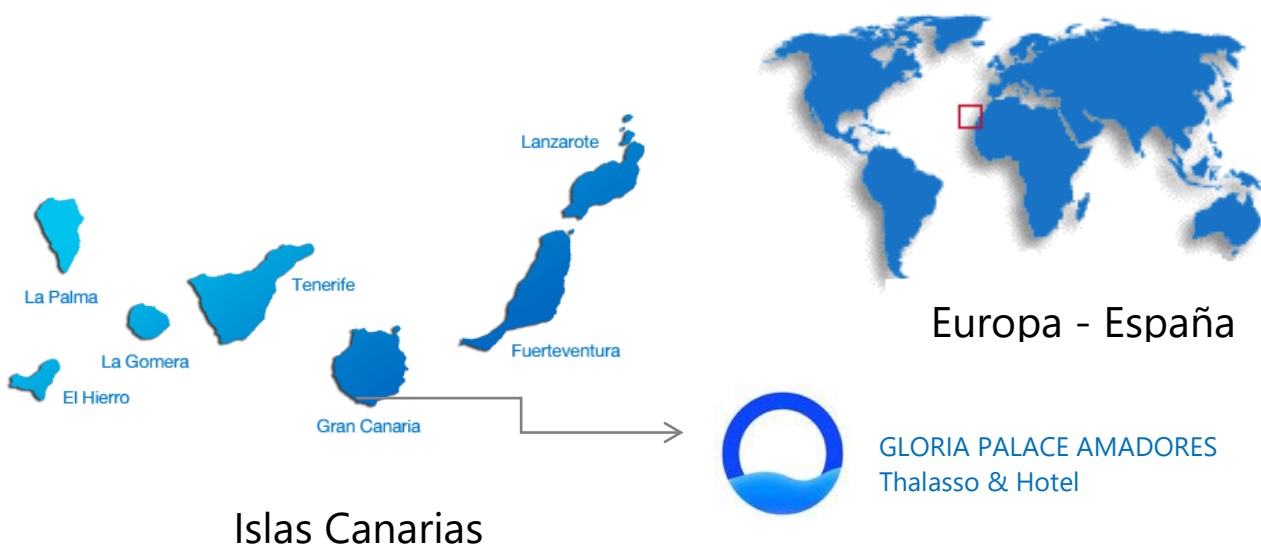 Lanzarote
La Palma
Tenerife
La Gomera
Fuerteventura
El Hierro
Gran Canaria
Islas Canarias
Europa - España
GLORIA PALACE AMADORES
Thalasso & Hotel